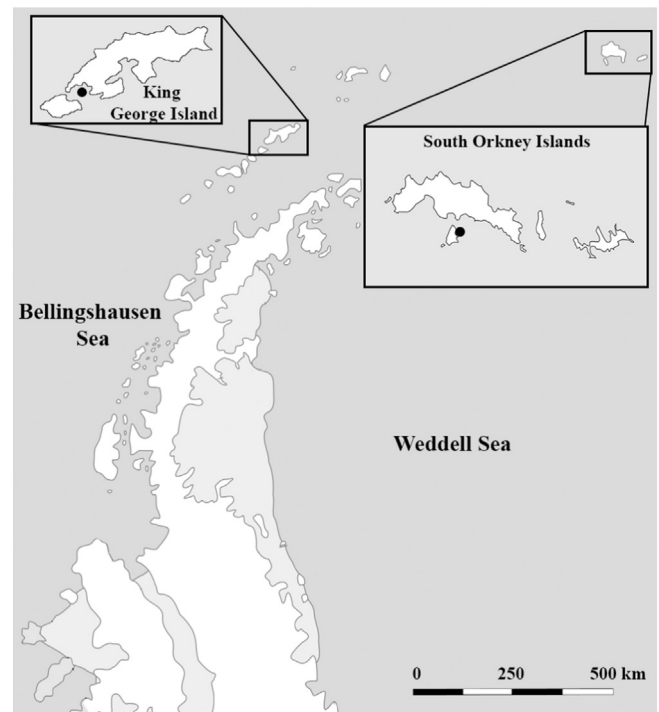 King
George Island
South Orkney Islands
Bellingshausen
Sea
Weddell Sea
0 250 500 km